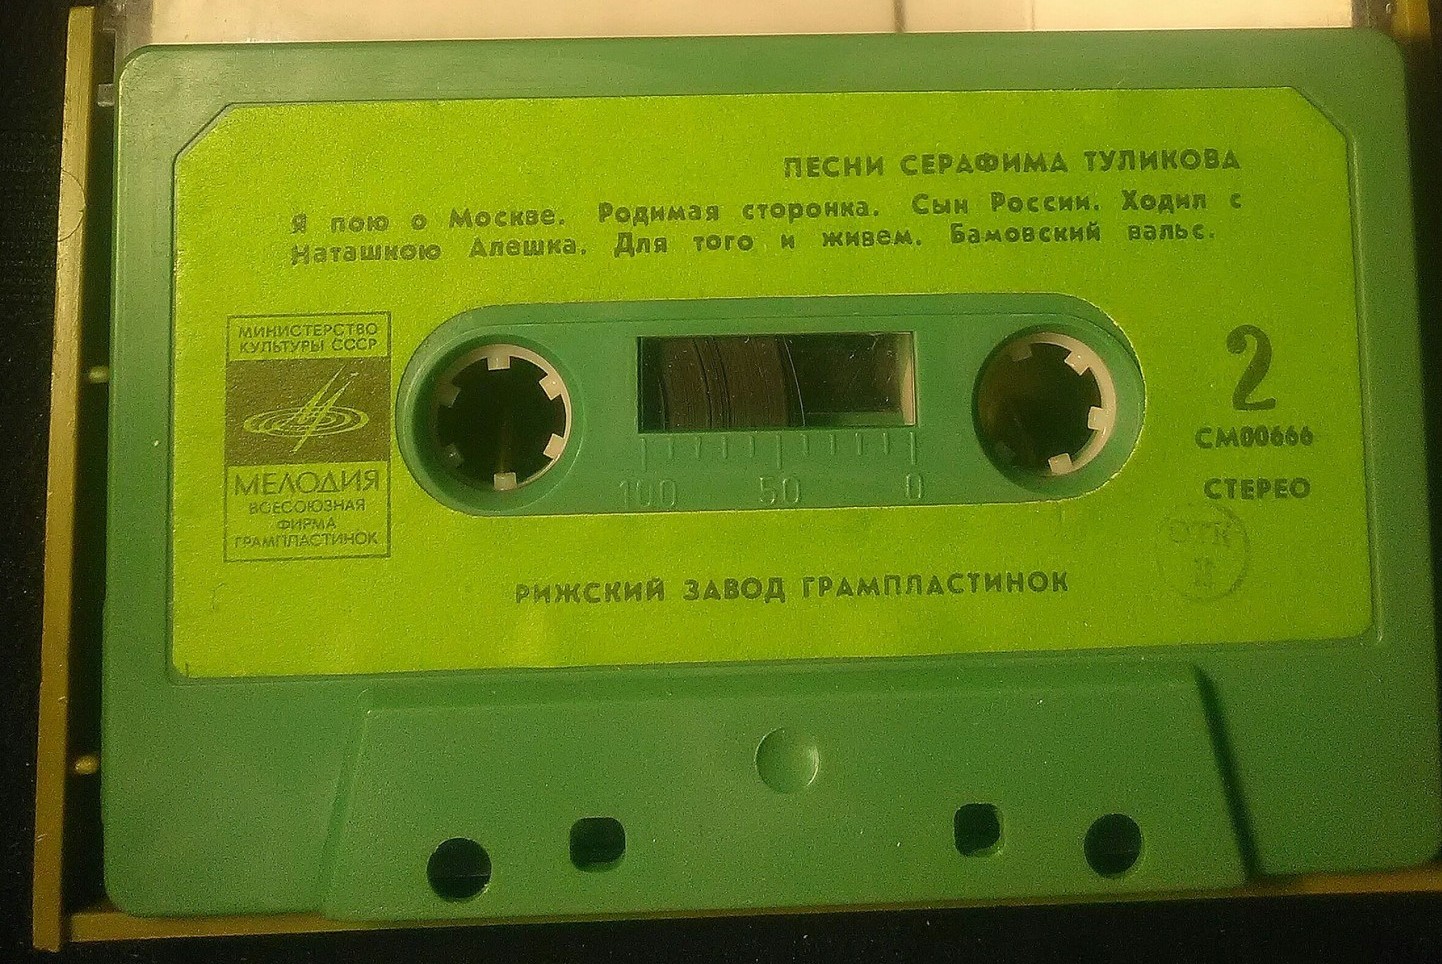 ПЕСНИ СЕРАФИМА ТУЛИКОВА
Я пою о Москве. Родимая сторонка. Сын России. Ходил с
Наташкою Алешка. Для того и живем. Бамовский вальс.
МИНИСТЕРСТВО
КУЛЬТУРЫ СССР
МЕЛОДИЯ
ВСЕСОЮЗНАЯ
ФИРМА
ГРАМПЛАСТИНОК
100 50 0
2
СМ00666
СТЕРЕО
РИЖСКИЙ ЗАВОД ГРАМПЛАСТИНОК